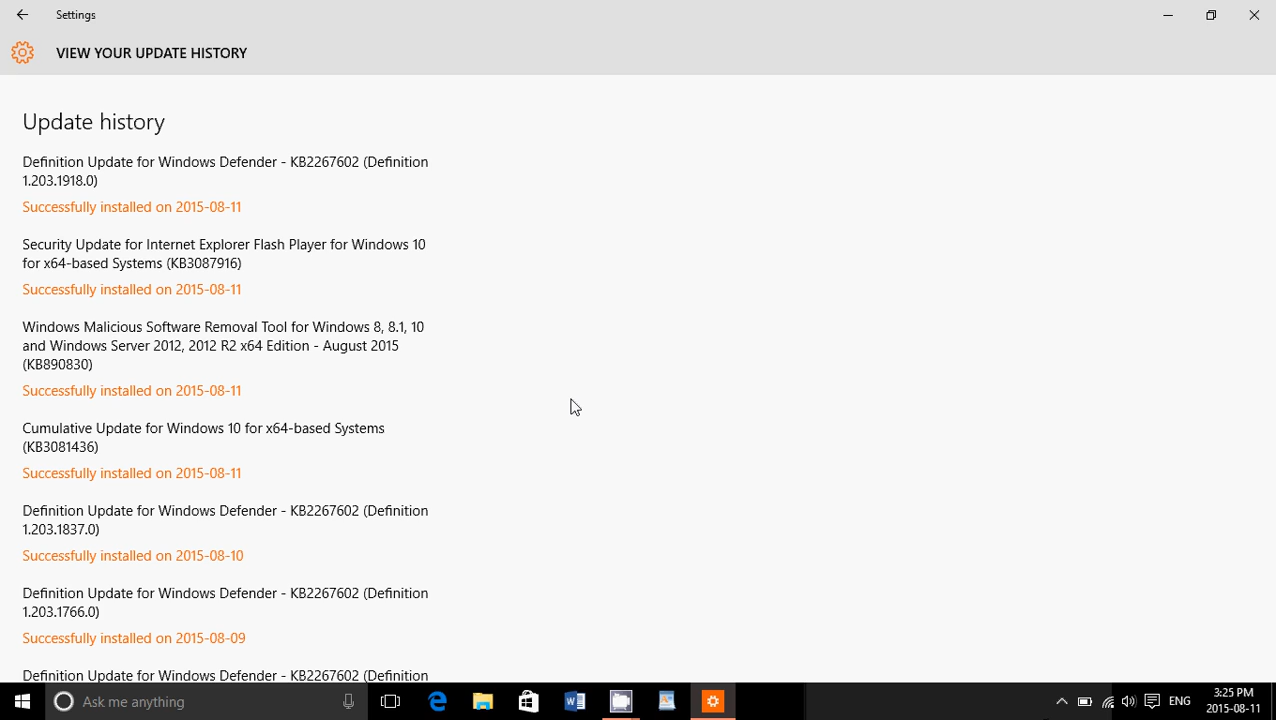 Settings
VIEW YOUR UPDATE HISTORY
Update history
Definition Update for Windows Defender - KB2267602 (Definition
1.203.1918.0)
Successfully installed on 2015-08-11
Security Update for Internet Explorer Flash Player for Windows 10
for x64-based Systems (KB3087916)
Successfully installed on 2015-08-11
Windows Malicious Software Removal Tool for Windows 8, 8.1, 10
and Windows Server 2012, 2012 R2 x64 Edition - August 2015
(KB890830)
Successfully installed on 2015-08-11
Cumulative Update for Windows 10 for x64-based Systems
(KB3081436)
Successfully installed on 2015-08-11
Definition Update for Windows Defender - KB2267602 (Definition
1.203.1837.0)
Successfully installed on 2015-08-10
Definition Update for Windows Defender - KB2267602 (Definition
1.203.1766.0)
Successfully installed on 2015-08-09
Definition Update for Windows Defender - KB2267602 (Definition
Ask me anything
ENG
3:25 PM
2015-08-11